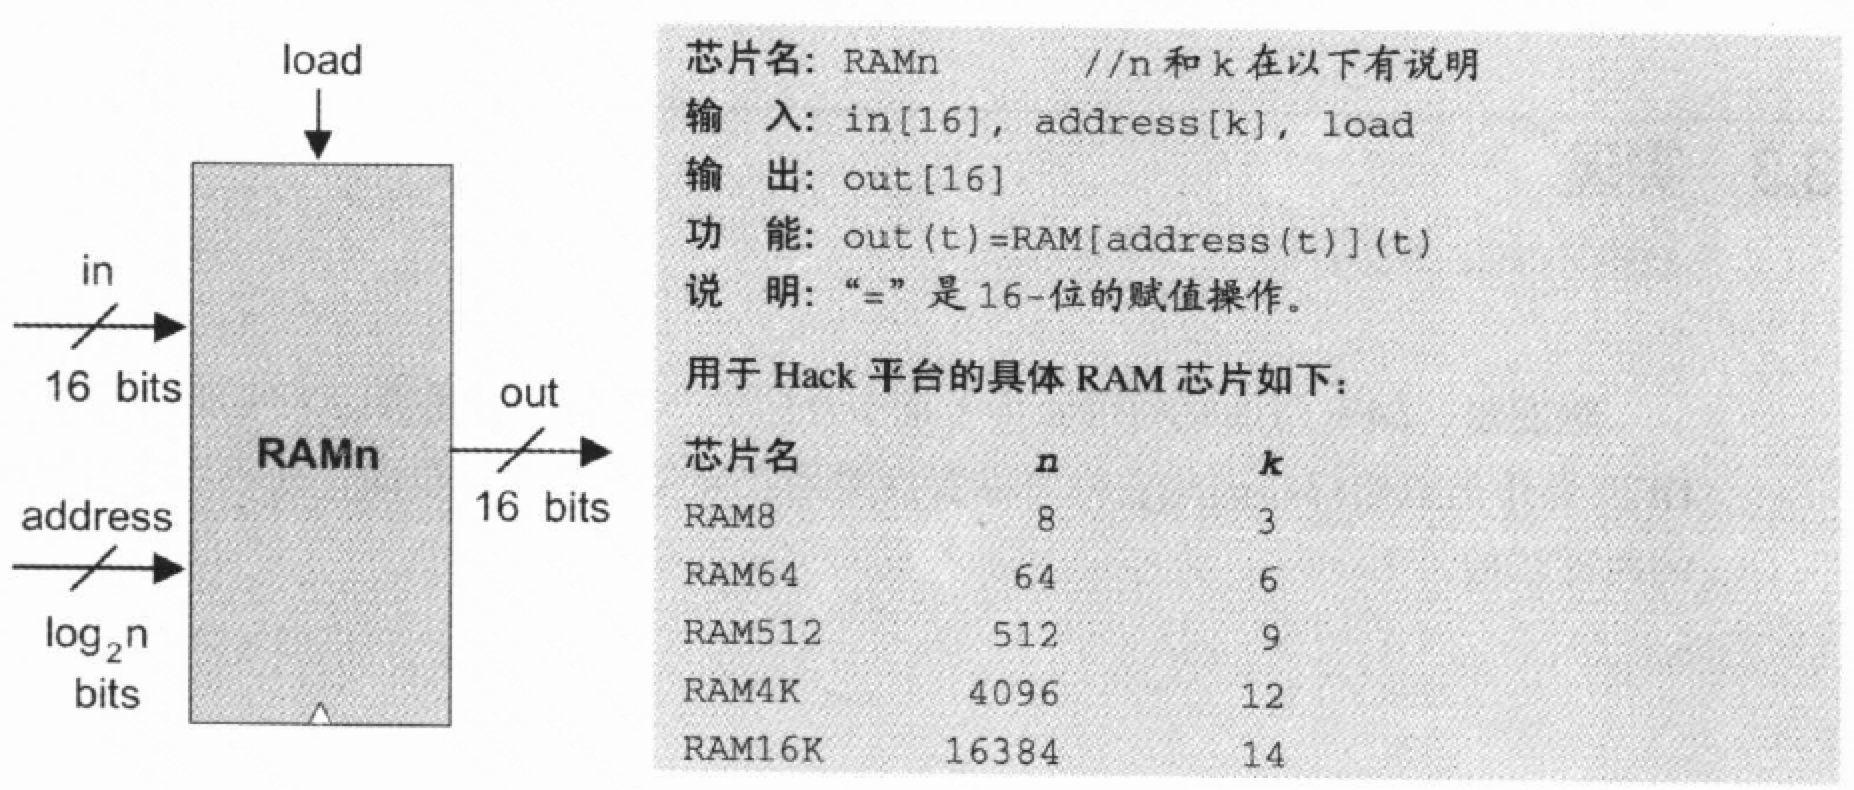 load
in
16 bits
address
log₂n
bits
RAMn
out
16 bits
芯片名: RAMn //n 和 k 在以下有说明
输 入: in[16], address[k], load
输 出: out[16]
功 能: out(t)=RAM[address(t)](t)
说 明: “=” 是 16-位的赋值操作。
用于 Hack 平台的具体 RAM 芯片如下:
芯片名 n k
RAM8 8 3
RAM64 64 6
RAM512 512 9
RAM4K 4096 12
RAM16K 16384 14